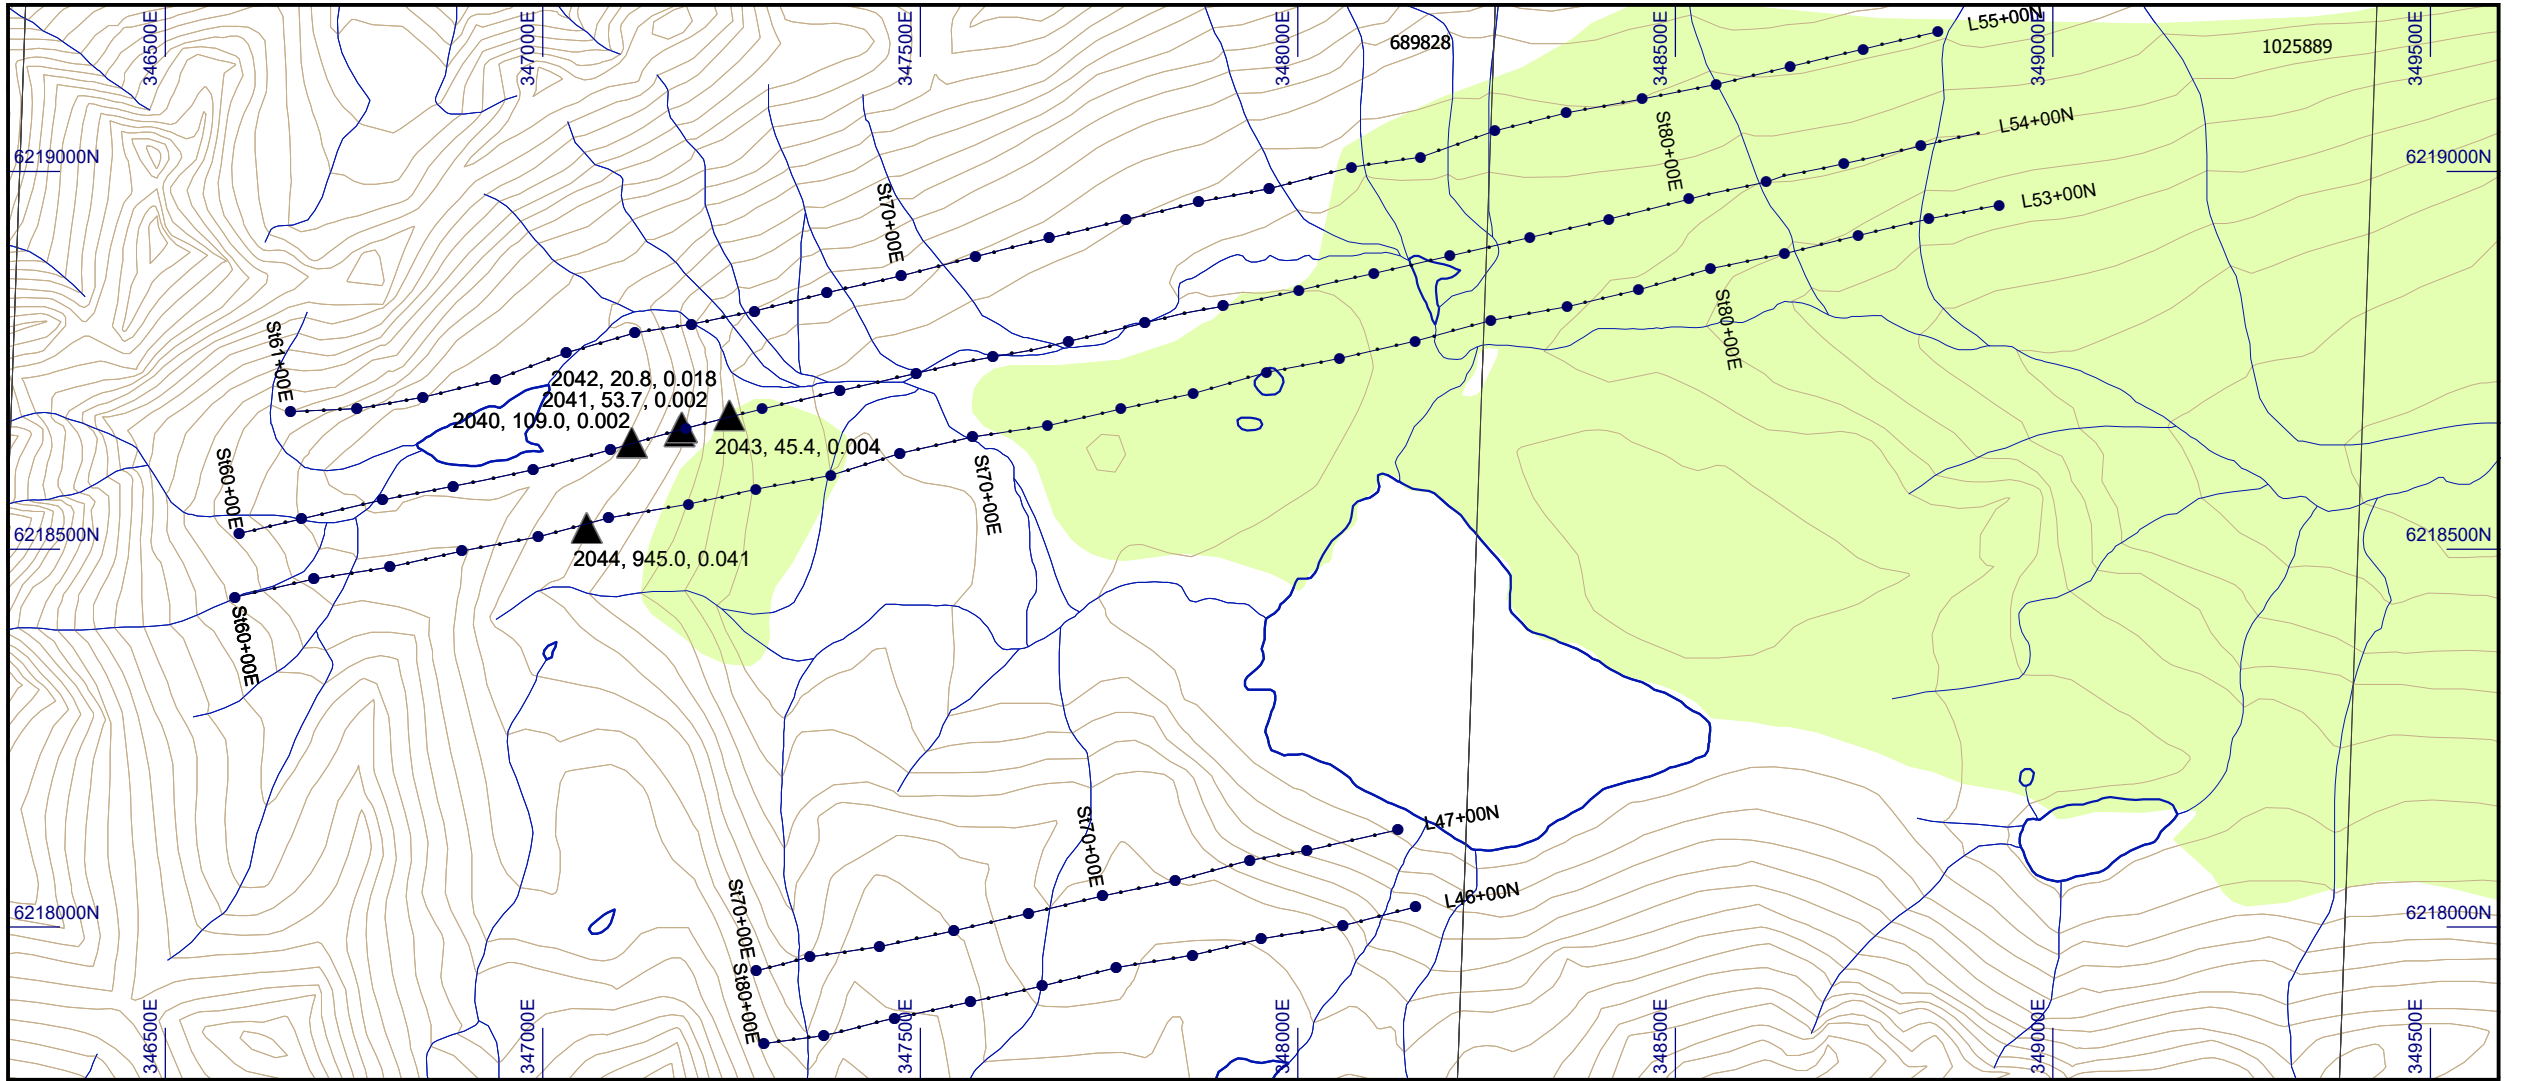 346500E
347000E
347500E
348000E
348500E
349000E
349500E
689828
L55+00N
1025889
L54+00N
St80+00E
6219000N
6219000N
L53+00N
St70+00E
St61+00E
St80+00E
2042, 20.8, 0.018
2041, 53.7, 0.002
2040, 109.0, 0.002
2043, 45.4, 0.004
St60+00E
St70+00E
6218500N
6218500N
2044, 945.0, 0.041
St60+00E
L47+00N
St70+00E
L46+00N
St70+00E
6218000N
6218000N
St80+00E
346500E
347000E
347500E
348000E
348500E
349000E
349500E